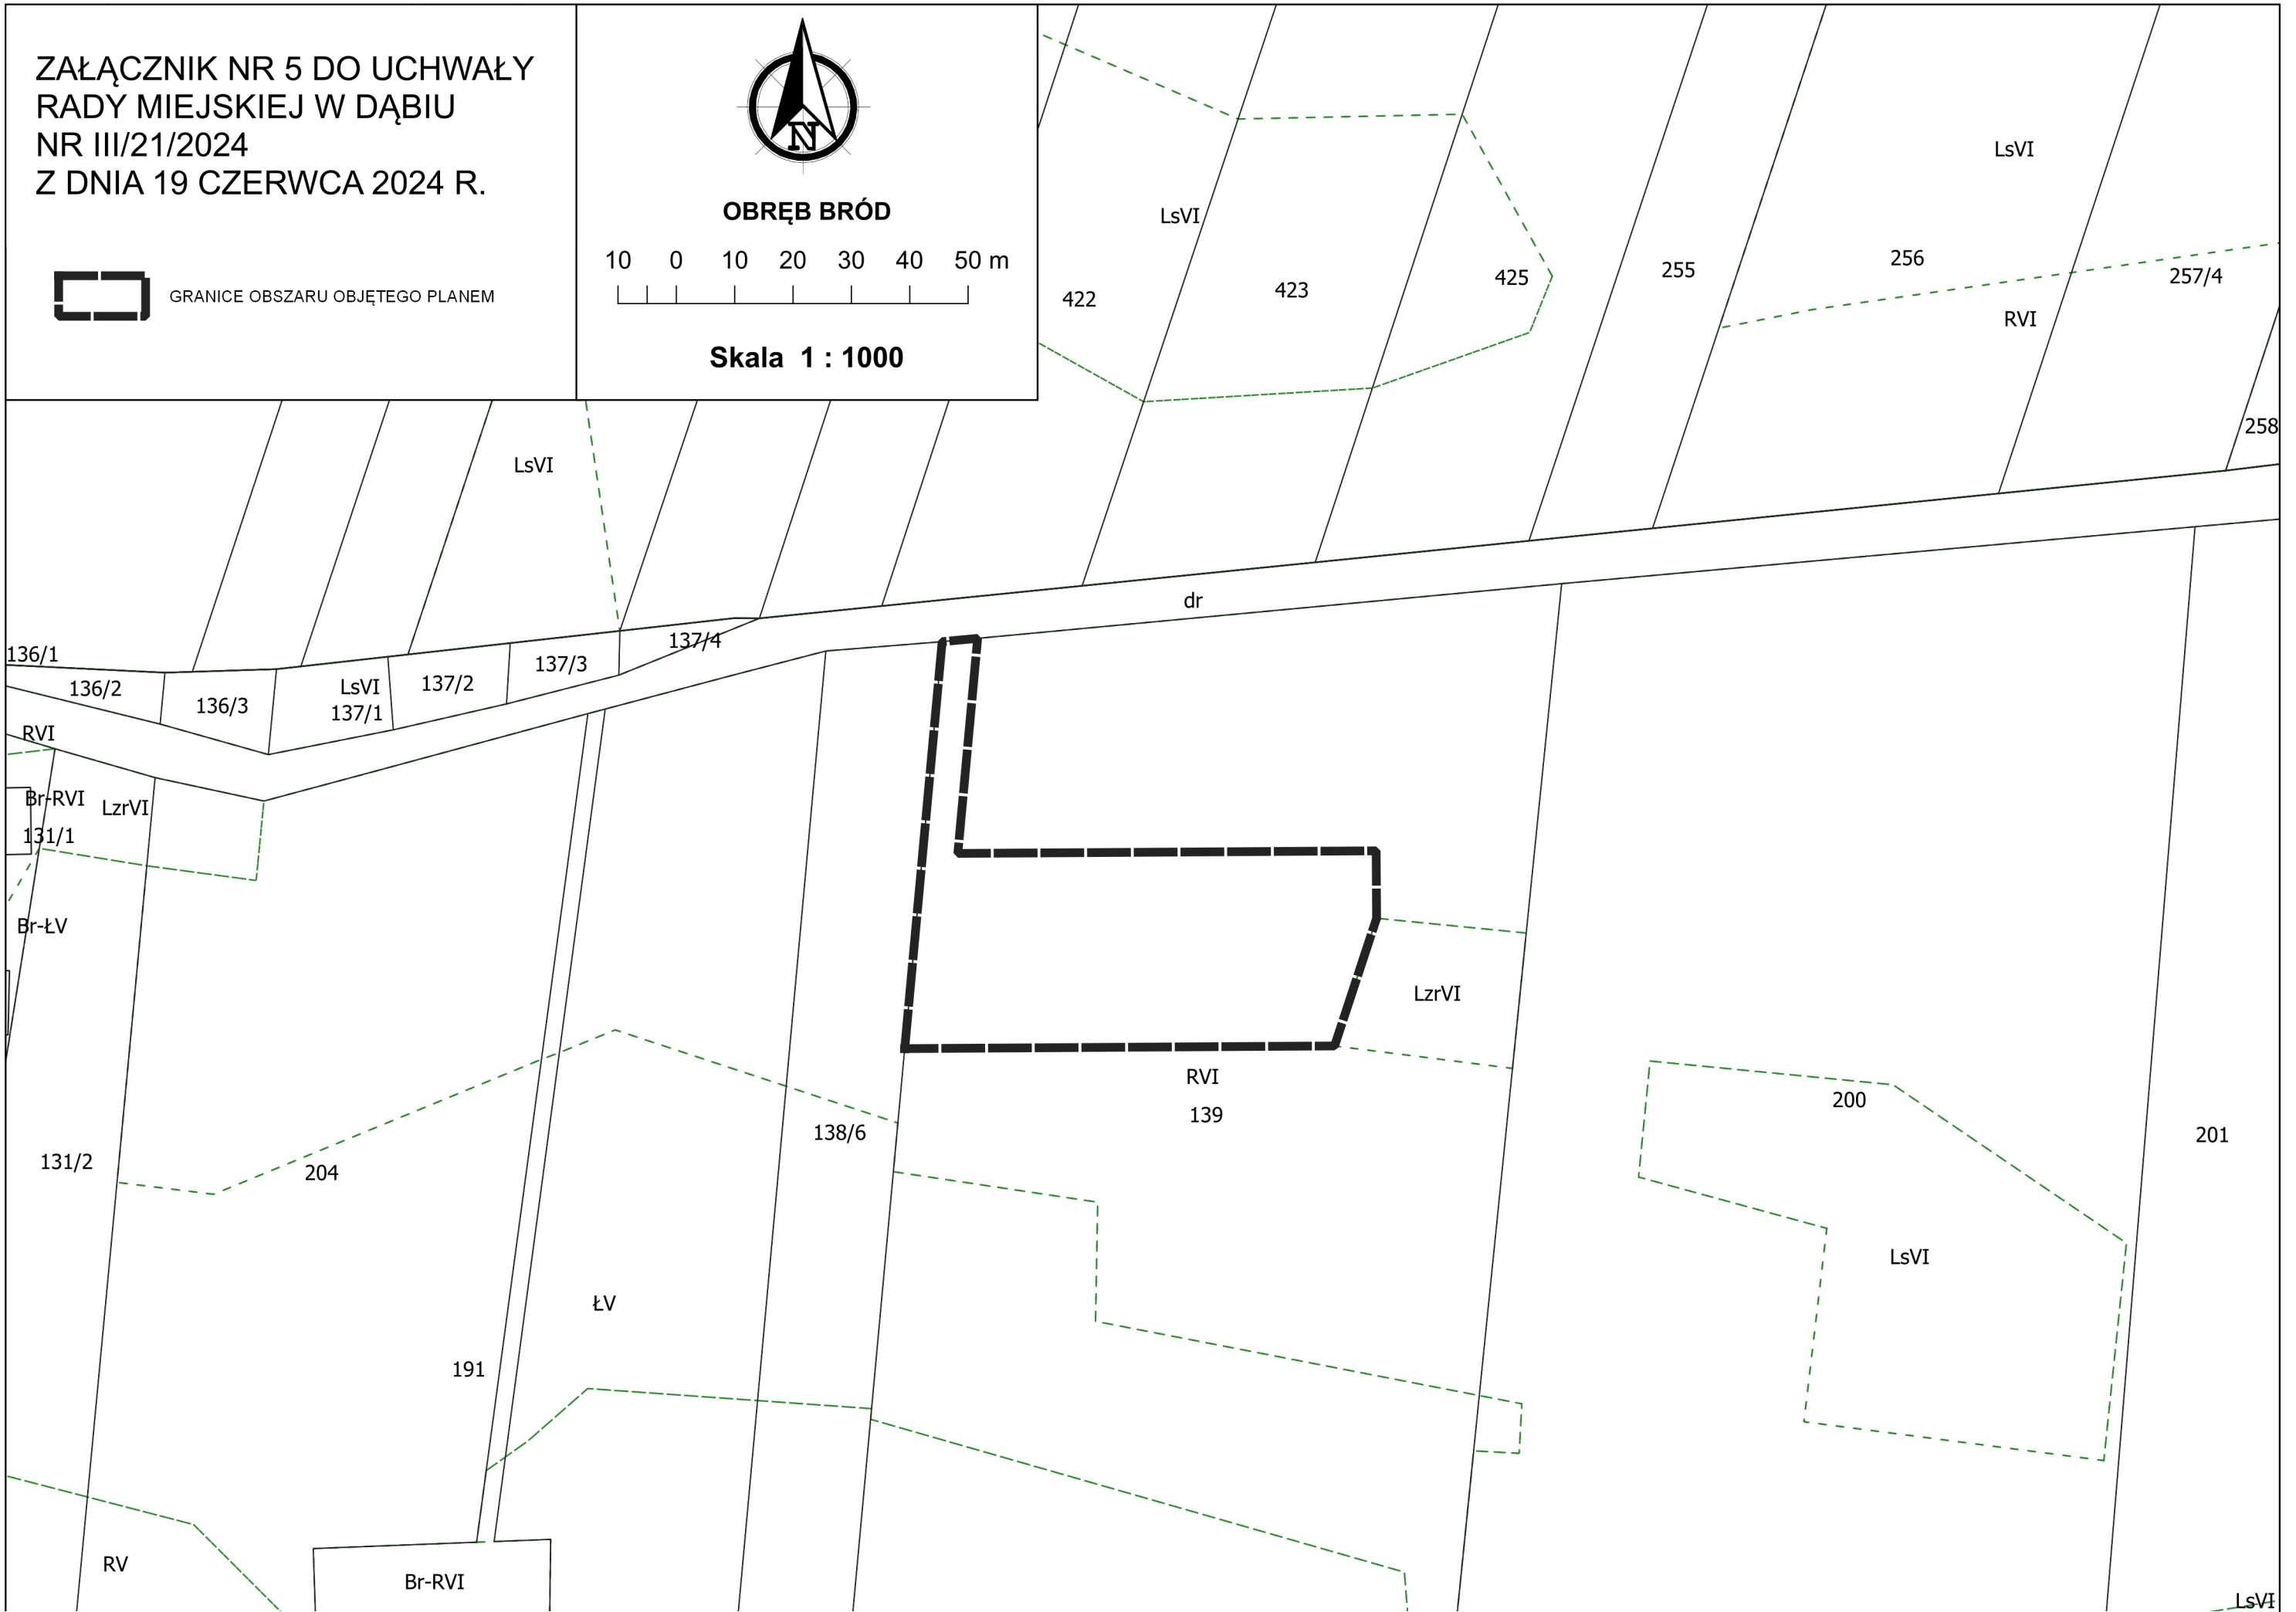 ZAŁĄCZNIK NR 5 DO UCHWAŁY
RADY MIEJSKIEJ W DĄBIU
NR III/21/2024
Z DNIA 19 CZERWCA 2024 R.
GRANICE OBSZARU OBJĘTEGO PLANEM
N
OBRĘB BRÓD
10 0 10 20 30 40 50 m
Skala 1 : 1000
LsVI
LsVI
422
423
425
255
256
257/4
RVI
258
LsVI
dr
136/1
136/2
136/3
LsVI
137/1
137/2
137/3
137/4
RVI
Br-RVI
LzrVI
131/1
Br-ŁV
LzrVI
RVI
139
138/6
200
201
131/2
204
LsVI
ŁV
191
RV
Br-RVI
LsVI